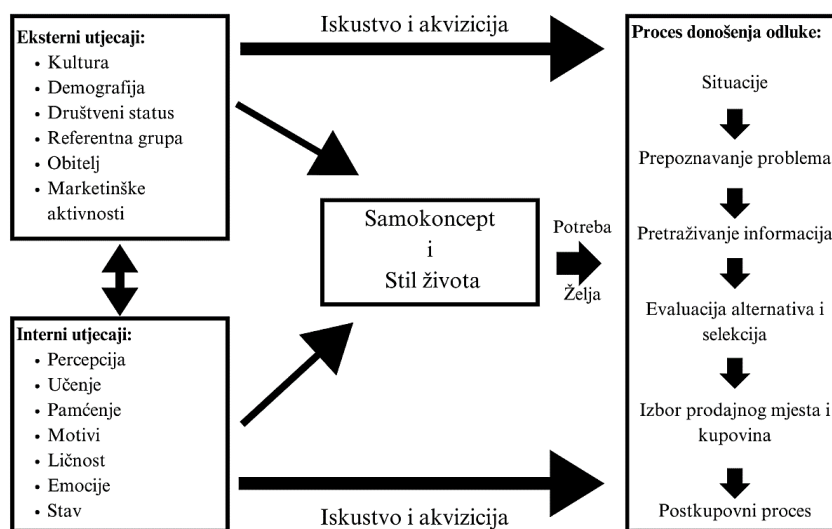 Iskustvo i akvizicija
Eksterni utjecaji:
• Kultura
• Demografija
• Društveni status
• Referentna grupa
• Obitelj
• Marketinške
aktivnosti
Interni utjecaji:
• Percepcija
• Učenje
• Pamćenje
• Motivi
• Ličnost
• Emocije
• Stav
Samokoncept
i
Stil života
Potreba
Želja
Iskustvo i akvizicija
Proces donošenja odluke:
Situacije
Prepoznavanje problema
Pretraživanje informacija
Evaluacija alternativa i
selekcija
Izbor prodajnog mjesta i
kupovina
Postkupovni proces